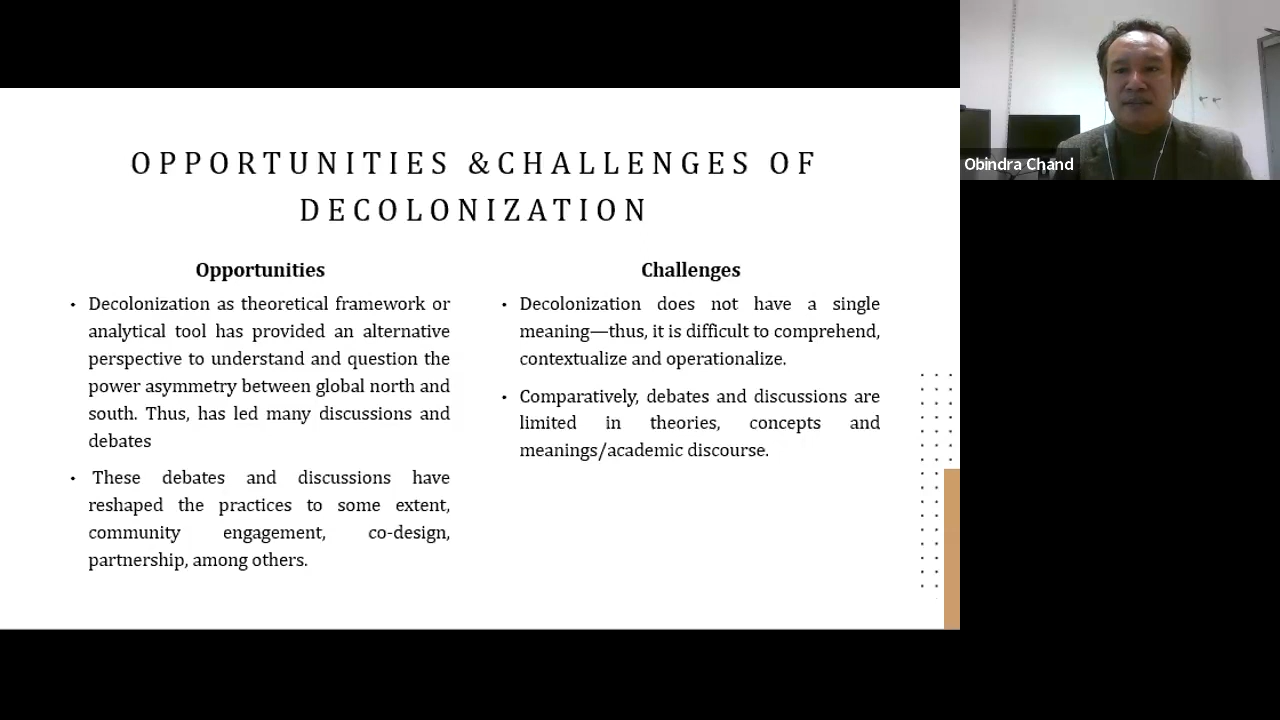 OPPORTUNITIES &CHALLENGES OF
DECOLONIZATION
Opportunities
• Decolonization as theoretical framework or
analytical tool has provided an alternative
perspective to understand and question the
power asymmetry between global north and
south. Thus, has led many discussions and
debates
• These debates and discussions have
reshaped the practices to some extent,
community engagement, co-design,
partnership, among others.
Challenges
• Decolonization does not have a single
meaning—thus, it is difficult to comprehend,
contextualize and operationalize.
• Comparatively, debates and discussions are
limited in theories, concepts and
meanings/academic discourse.
Obindra Chand